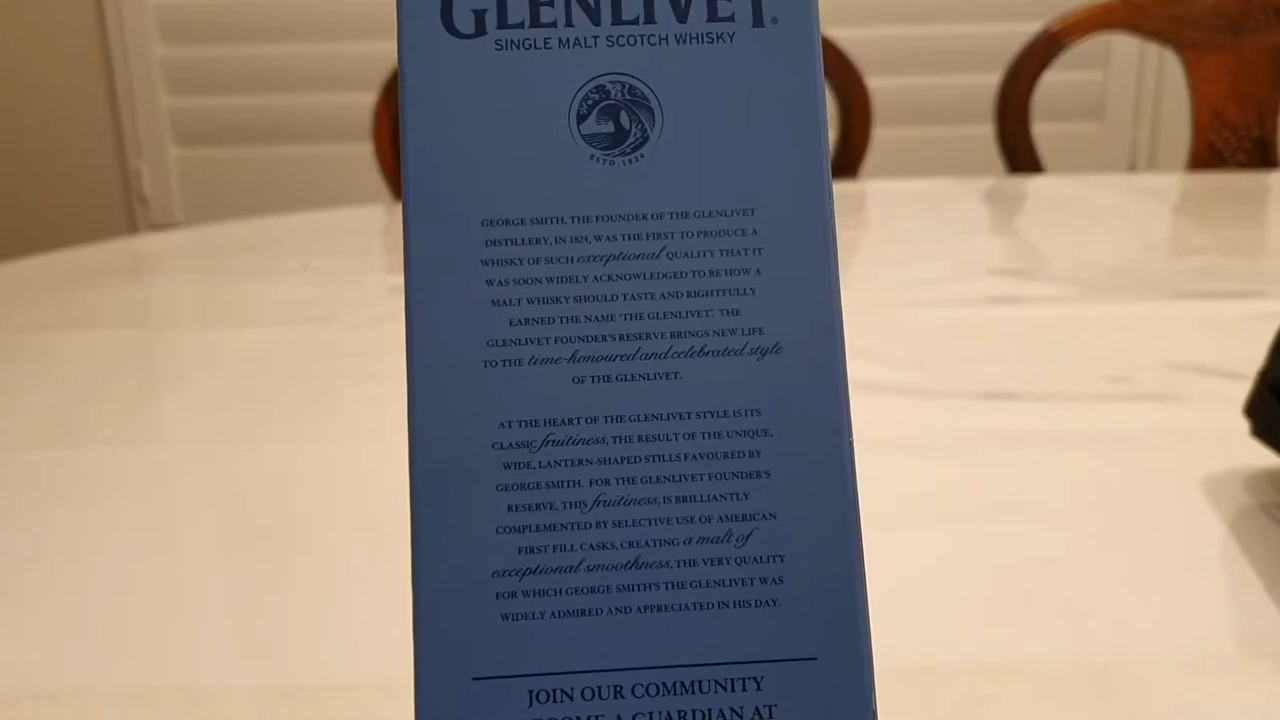 GLENLIVET®
SINGLE MALT SCOTCH WHISKY
ESTD·1824
GEORGE SMITH, THE FOUNDER OF THE GLENLIVET
DISTILLERY, IN 1824, WAS THE FIRST TO PRODUCE A
WHISKY OF SUCH exceptional QUALITY THAT IT
WAS SOON WIDELY ACKNOWLEDGED TO BE HOW A
MALT WHISKY SHOULD TASTE AND RIGHTFULLY
EARNED THE NAME 'THE GLENLIVET'. THE
GLENLIVET FOUNDER'S RESERVE BRINGS NEW LIFE
TO THE time-honoured and celebrated style
OF THE GLENLIVET.
AT THE HEART OF THE GLENLIVET STYLE IS ITS
CLASSIC fruitiness, THE RESULT OF THE UNIQUE,
WIDE, LANTERN-SHAPED STILLS FAVOURED BY
GEORGE SMITH. FOR THE GLENLIVET FOUNDER'S
RESERVE, THIS fruitiness, IS BRILLIANTLY
COMPLEMENTED BY SELECTIVE USE OF AMERICAN
FIRST FILL CASKS, CREATING a malt of
exceptional smoothness, THE VERY QUALITY
FOR WHICH GEORGE SMITH'S THE GLENLIVET WAS
WIDELY ADMIRED AND APPRECIATED IN HIS DAY.
JOIN OUR COMMUNITY
BECOME A GUARDIAN AT